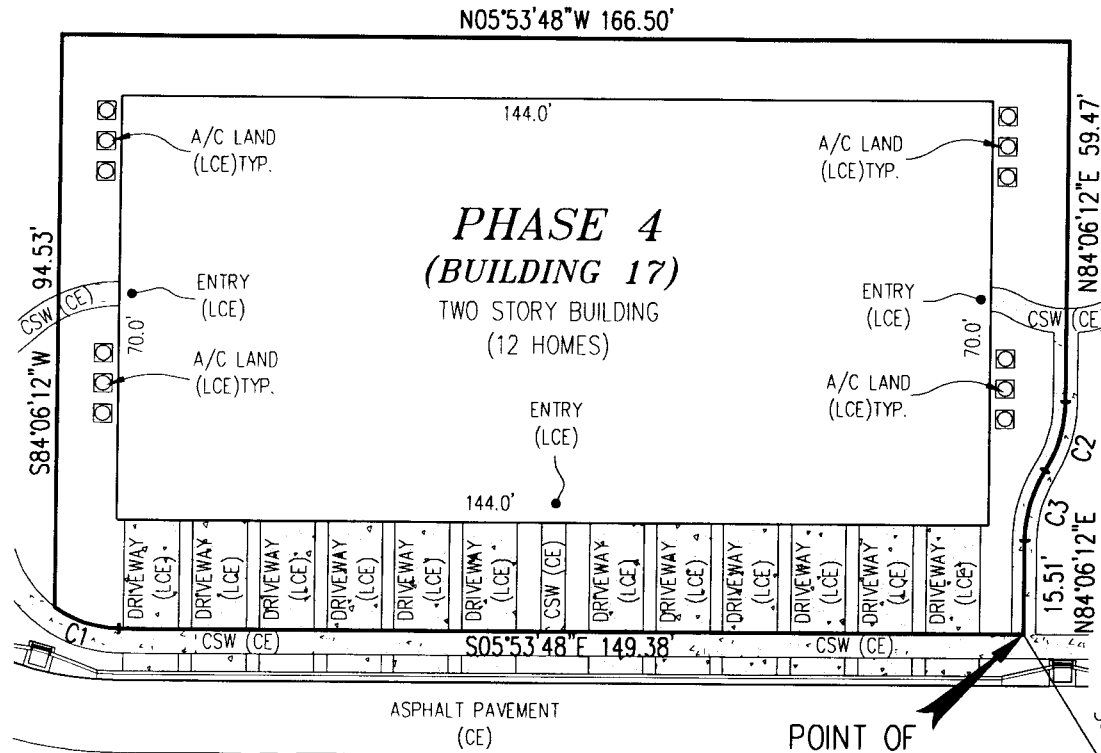 N05°53'48"W 166.50'
144.0'
A/C LAND
(LCE)TYP.
A/C LAND
(LCE)TYP.
N84°06'12"E 59.47'
PHASE 4
(BUILDING 17)
TWO STORY BUILDING
(12 HOMES)
S84°06'12"W 94.53'
CSW (CE)
ENTRY
(LCE)
70.0'
ENTRY
(LCE)
70.0'
CSW (CE)
A/C LAND
(LCE)TYP.
A/C LAND
(LCE)TYP.
ENTRY
(LCE)
144.0'
C2
C3
15.51'
N84°06'12"E
DRIVEWAY
(LCE)
DRIVEWAY
(LCE)
DRIVEWAY
(LCE)
DRIVEWAY
(LCE)
DRIVEWAY
(LCE)
DRIVEWAY
(LCE)
CSW (CE)
DRIVEWAY
(LCE)
DRIVEWAY
(LCE)
DRIVEWAY
(LCE)
DRIVEWAY
(LCE)
DRIVEWAY
(LCE)
DRIVEWAY
(LCE)
C1
CSW (CE)
S05°53'48"E 149.38'
CSW (CE)
ASPHALT PAVEMENT
(CE)
POINT OF